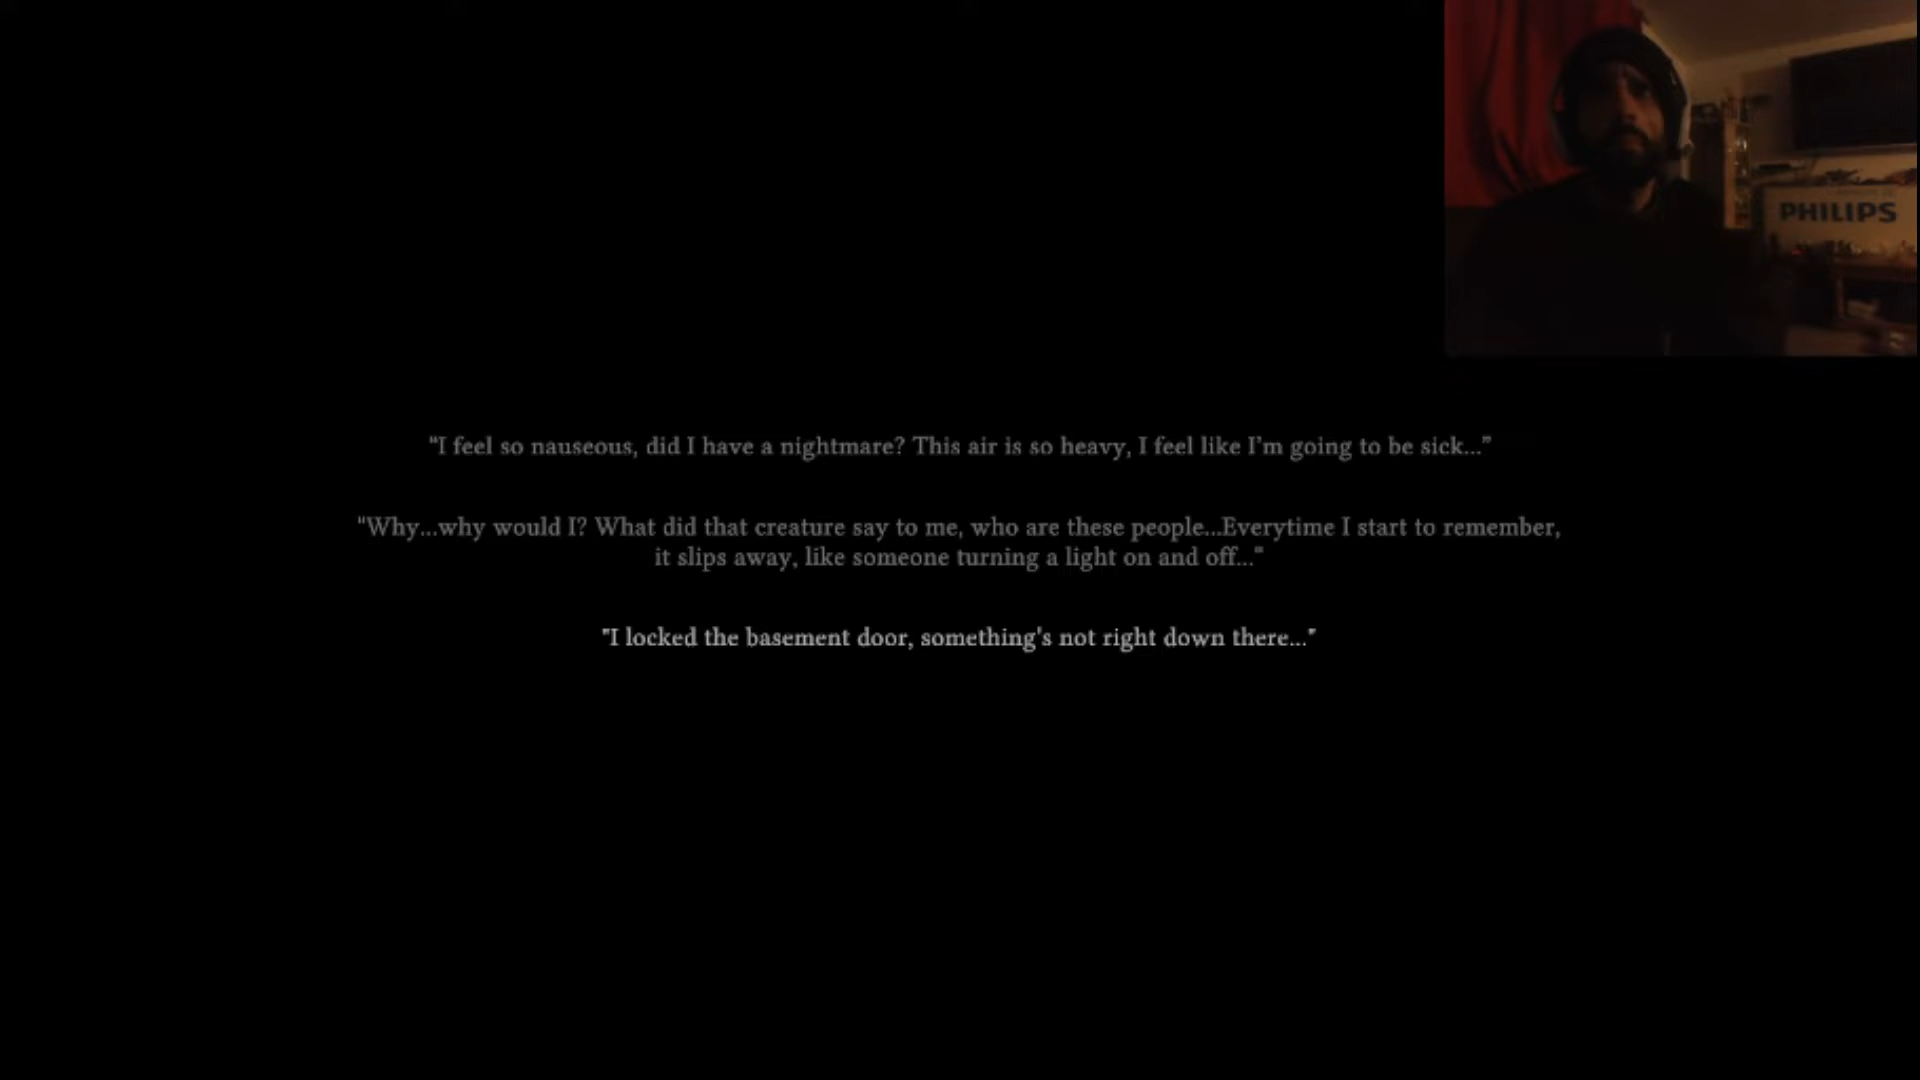 PHILIPS
"I feel so nauseous, did I have a nightmare? This air is so heavy, I feel like I'm going to be sick..."
"Why...why would I? What did that creature say to me, who are these people...Everytime I start to remember,
it slips away, like someone turning a light on and off..."
"I locked the basement door, something's not right down there..."